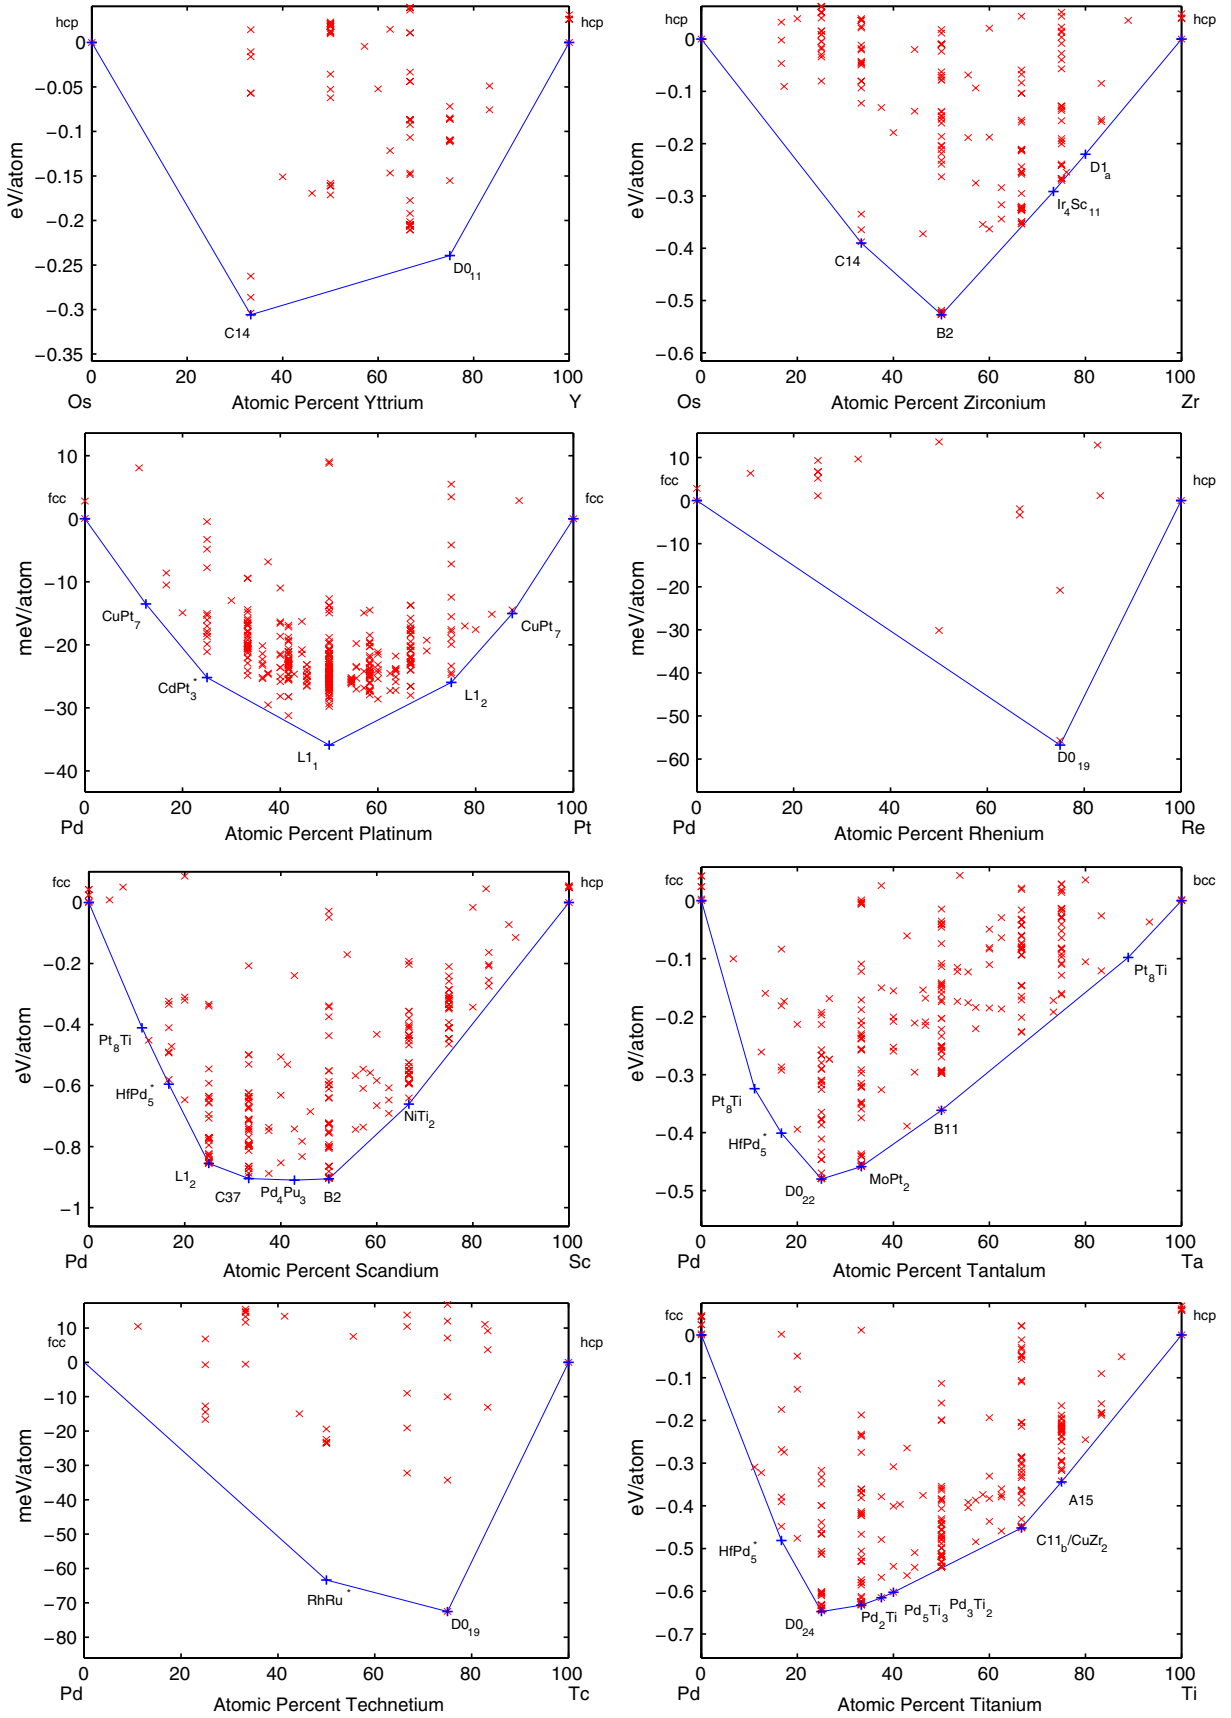 hcp
hcp
0
−0.05
−0.1
−0.15
−0.2
−0.25
−0.3
−0.35
eV/atom
C14
D0₁₁
0 20 40 60 80 100
Os Atomic Percent Yttrium Y
hcp
0
−0.1
−0.2
−0.3
−0.4
−0.5
−0.6
eV/atom
C14
B2
Ir₄Sc₁₁
D1ₐ
0 20 40 60 80 100
Os Atomic Percent Zirconium Zr
10
0
−10
−20
−30
−40
meV/atom
fcc
fcc
CuPt₇
CdPt₃*
L1₁
L1₂
CuPt₇
0 20 40 60 80 100
Pd Atomic Percent Platinum Pt
10
0
−10
−20
−30
−40
−50
−60
meV/atom
fcc
hcp
D0₁₉
0 20 40 60 80 100
Pd Atomic Percent Rhenium Re
fcc
hcp
0
−0.2
−0.4
−0.6
−0.8
−1
eV/atom
Pt₈Ti
HfPd₅*
L1₂
C37
Pd₄Pu₃
B2
NiTi₂
0 20 40 60 80 100
Pd Atomic Percent Scandium Sc
fcc
bcc
0
−0.1
−0.2
−0.3
−0.4
−0.5
eV/atom
Pt₈Ti
HfPd₅*
D0₂₂
MoPt₂
B11
Pt₈Ti
0 20 40 60 80 100
Pd Atomic Percent Tantalum Ta
10
0
−10
−20
−30
−40
−50
−60
−70
−80
meV/atom
fcc
hcp
RhRu*
D0₁₉
0 20 40 60 80 100
Pd Atomic Percent Technetium Tc
fcc
hcp
0
−0.1
−0.2
−0.3
−0.4
−0.5
−0.6
−0.7
eV/atom
HfPd₅*
D0₂₄
Pd₂Ti
Pd₅Ti₃
Pd₃Ti₂
C11_b/CuZr₂
A15
0 20 40 60 80 100
Pd Atomic Percent Titanium Ti